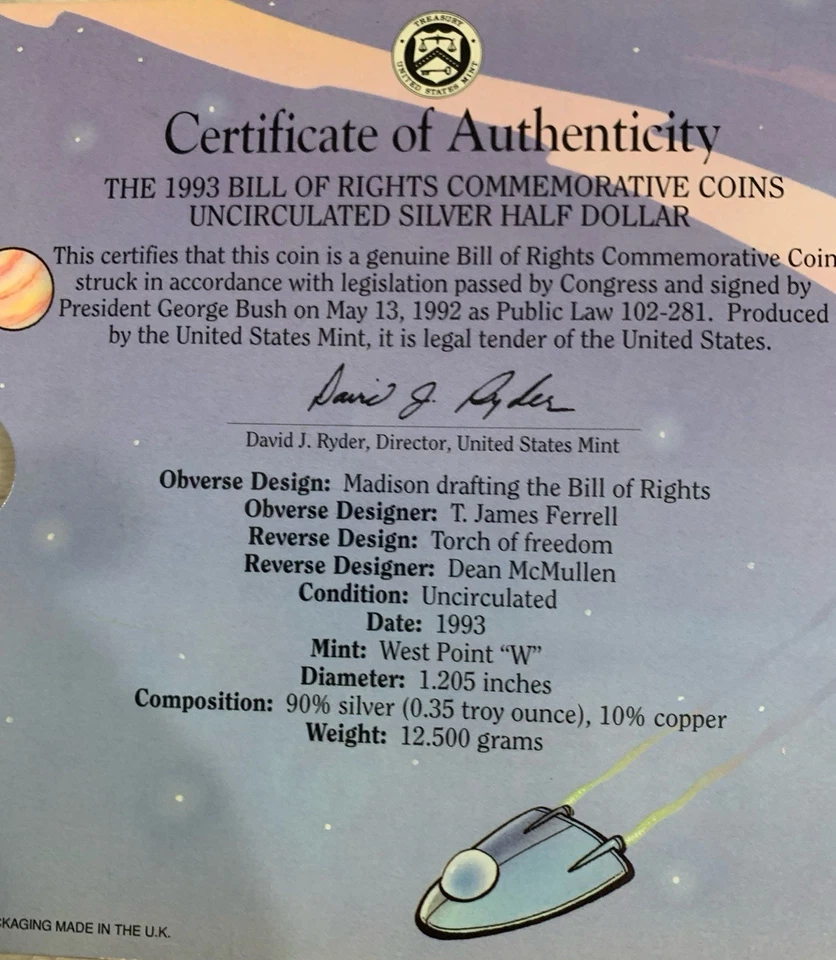 TREASURY
UNITED STATES MINT
Certificate of Authenticity
THE 1993 BILL OF RIGHTS COMMEMORATIVE COINS
UNCIRCULATED SILVER HALF DOLLAR
This certifies that this coin is a genuine Bill of Rights Commemorative Coin
struck in accordance with legislation passed by Congress and signed by
President George Bush on May 13, 1992 as Public Law 102-281. Produced
by the United States Mint, it is legal tender of the United States.
David J. Ryder
David J. Ryder, Director, United States Mint
Obverse Design: Madison drafting the Bill of Rights
Obverse Designer: T. James Ferrell
Reverse Design: Torch of freedom
Reverse Designer: Dean McMullen
Condition: Uncirculated
Date: 1993
Mint: West Point “W”
Diameter: 1.205 inches
Composition: 90% silver (0.35 troy ounce), 10% copper
Weight: 12.500 grams
CKAGING MADE IN THE U.K.